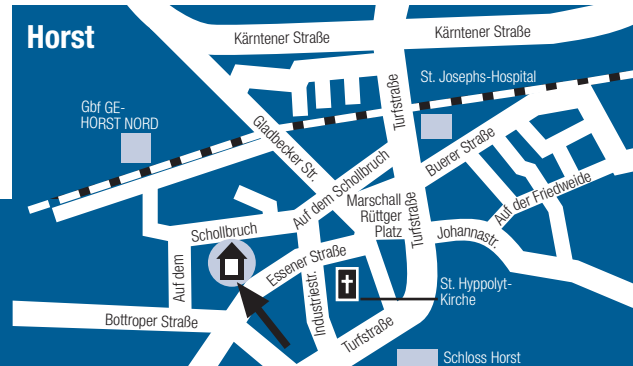 Horst
Kärntener Straße
Kärntener Straße
St. Josephs-Hospital
Gbf GE-
HORST NORD
Turfstraße
Gladbecker Str.
Buerer Straße
Auf dem Schollbruch
Auf der Friedweide
Marschall
Rüttger
Platz
Turfstraße
Johannastr.
Schollbruch
Auf dem
Essener Straße
Industriestr.
St. Hyppolyt-
Kirche
Bottroper Straße
Turfstraße
Schloss Horst